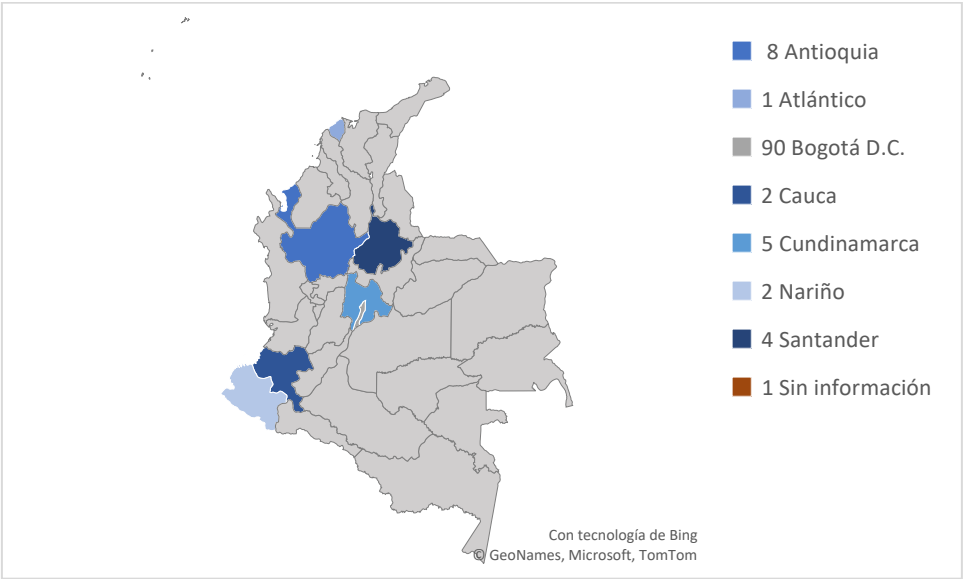 8 Antioquia
1 Atlántico
90 Bogotá D.C.
2 Cauca
5 Cundinamarca
2 Nariño
4 Santander
1 Sin información
Con tecnología de Bing
© GeoNames, Microsoft, TomTom